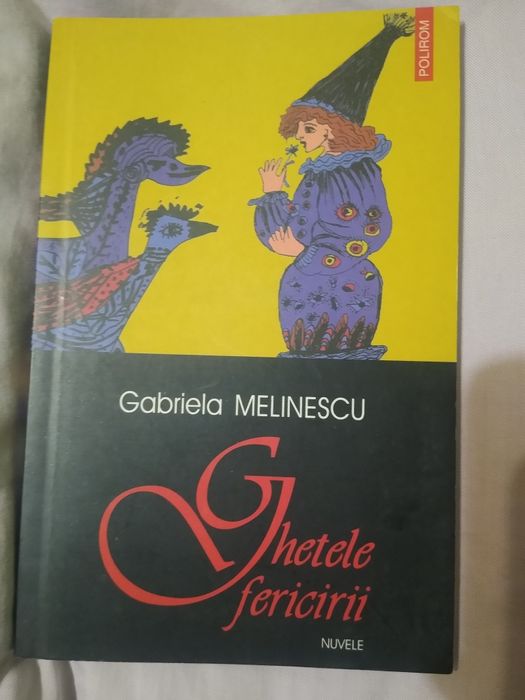 POLIROM
Gabriela MELINESCU
Ghetele
fericirii
NUVELE